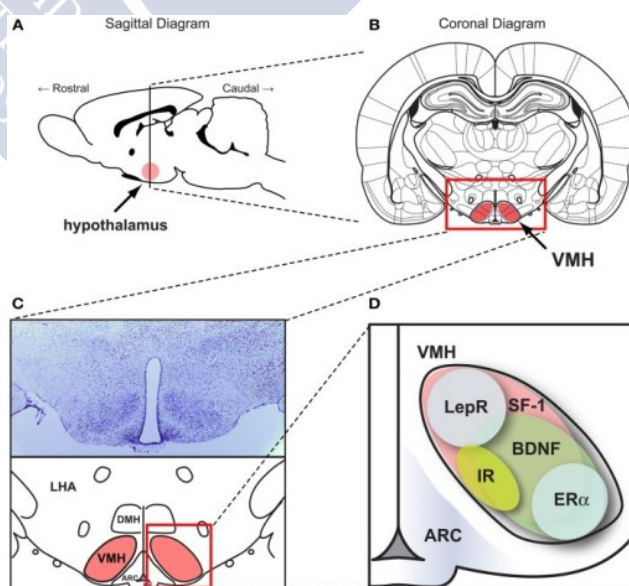 A
Sagittal Diagram
← Rostral
Caudal →
hypothalamus
B
Coronal Diagram
VMH
C
LHA
DMH
VMH
ARC
D
VMH
LepR
SF-1
BDNF
IR
ERα
ARC